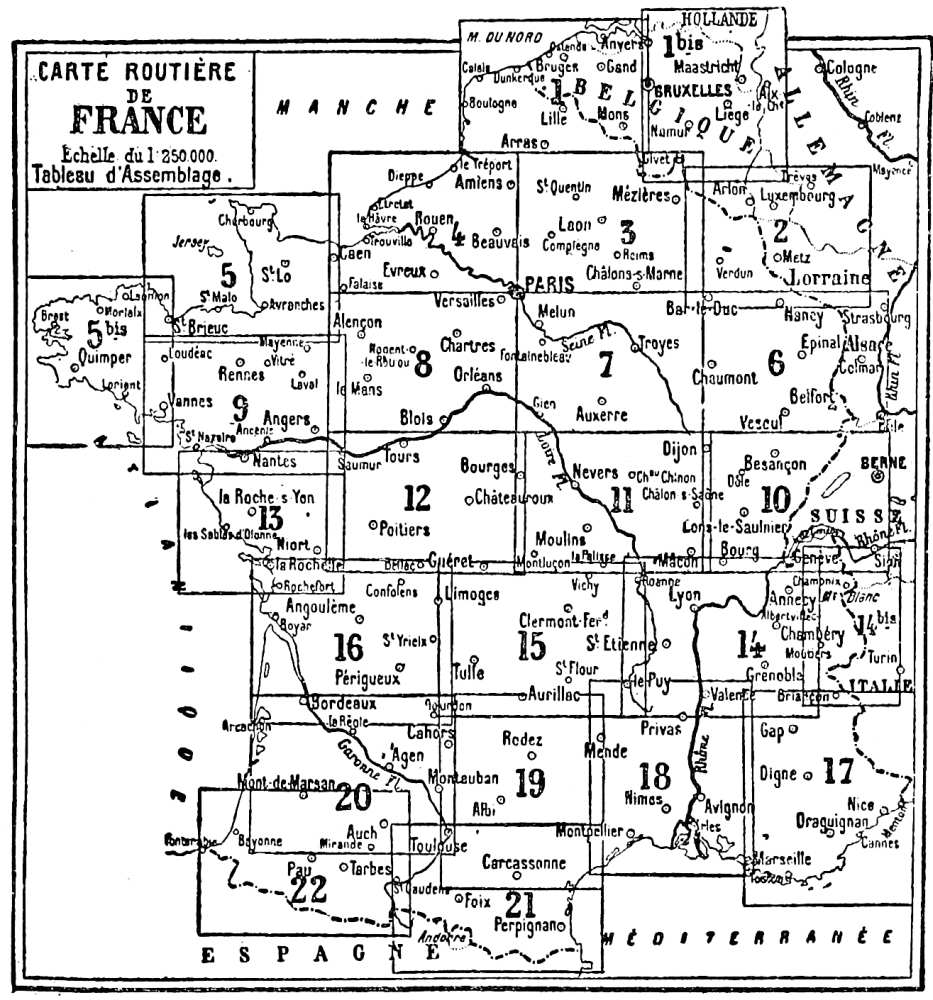 CARTE ROUTIÈRE
DE
FRANCE
Echelle du 1:250.000.
Tableau d'Assemblage.
M. DU NORD
HOLLANDE
MANCHE
BELGIQUE
ALLEMAGNE
1
1bis
Ostende
Anvers
Bruges
Gand
Calais
Dunkerque
Boulogne
Lille
Mons
Arras
Maastricht
BRUXELLES
Liège
Namur
Aix-la-Chlle
Givet
Cologne
Rhin Fl.
Coblenz
Mayence
Dieppe
le Tréport
Amiens
Etretat
le Hâvre
Rouen
4
Trouville
Beauvais
Evreux
Caen
Falaise
St Quentin
Mézières
Laon
3
Compiegne
Reims
Châlons-s-Marne
Trèves
Arlon
Luxembourg
2
Metz
Verdun
Lorraine
PARIS
Cherbourg
Jersey
5
St Lo
St Malo
Avranches
Lannion
Morlaix
Brest
5bis
St Brieuc
Quimper
Loudéac
Lorient
Vannes
Mayenne
Vitré
Rennes
Laval
9
Angers
Ancenis
St Nazaire
Nantes
Versailles
Alençon
Chartres
Nogent-le-Rotrou
8
le Mans
Orléans
Blois
Tours
Saumur
Melun
Fontainebleau
Seine Fl.
Troyes
7
Gien
Auxerre
Loire Fl.
Bar-le-Duc
Nancy
Strasbourg
Epinal
Alsace
6
Colmar
Chaumont
Belfort
Vesoul
Bâle
Rhin Fl.
la Roche s Yon
13
les Sables d'Olonne
Niort
la Rochelle
Rochefort
Bourges
12
Châteauroux
Poitiers
Bellac
Guéret
Nevers
Chau Chinon
11
Châlon s Saône
Moulins
Montluçon
la Palisse
Mâcon
Dijon
Besançon
Dole
10
Lons-le-Saulnier
Bourg
BERNE
SUISSE
Genève
Rhône Fl.
Sion
Angoulême
Confolens
Limoges
Royan
16
St Yrieix
Périgueux
Tulle
Bordeaux
Vichy
Roanne
Clermont-Ferd
15
St Etienne
St Flour
Aurillac
le Puy
Lyon
Chamonix
Mt Blanc
Annecy
Albertville
Chambéry
14
14bis
Moutiers
Grenoble
Turin
Valence
Briançon
ITALIE
Arcachon
la Réole
Gourdon
Cahors
Agen
Garonne Fl.
Mont-de-Marsan
20
Montauban
Auch
Mirande
Toulouse
Rodez
19
Albi
Mende
Privas
18
Rhône Fl.
Nimes
Avignon
Arles
Montpellier
Gap
Digne
17
Nice
Menton
Draguignan
Cannes
Marseille
Toulon
Fontarabie
Bayonne
Pau
Tarbes
22
St Gaudens
Carcassonne
Foix
21
Perpignan
Andorre
ESPAGNE
MÉDITERRANÉE